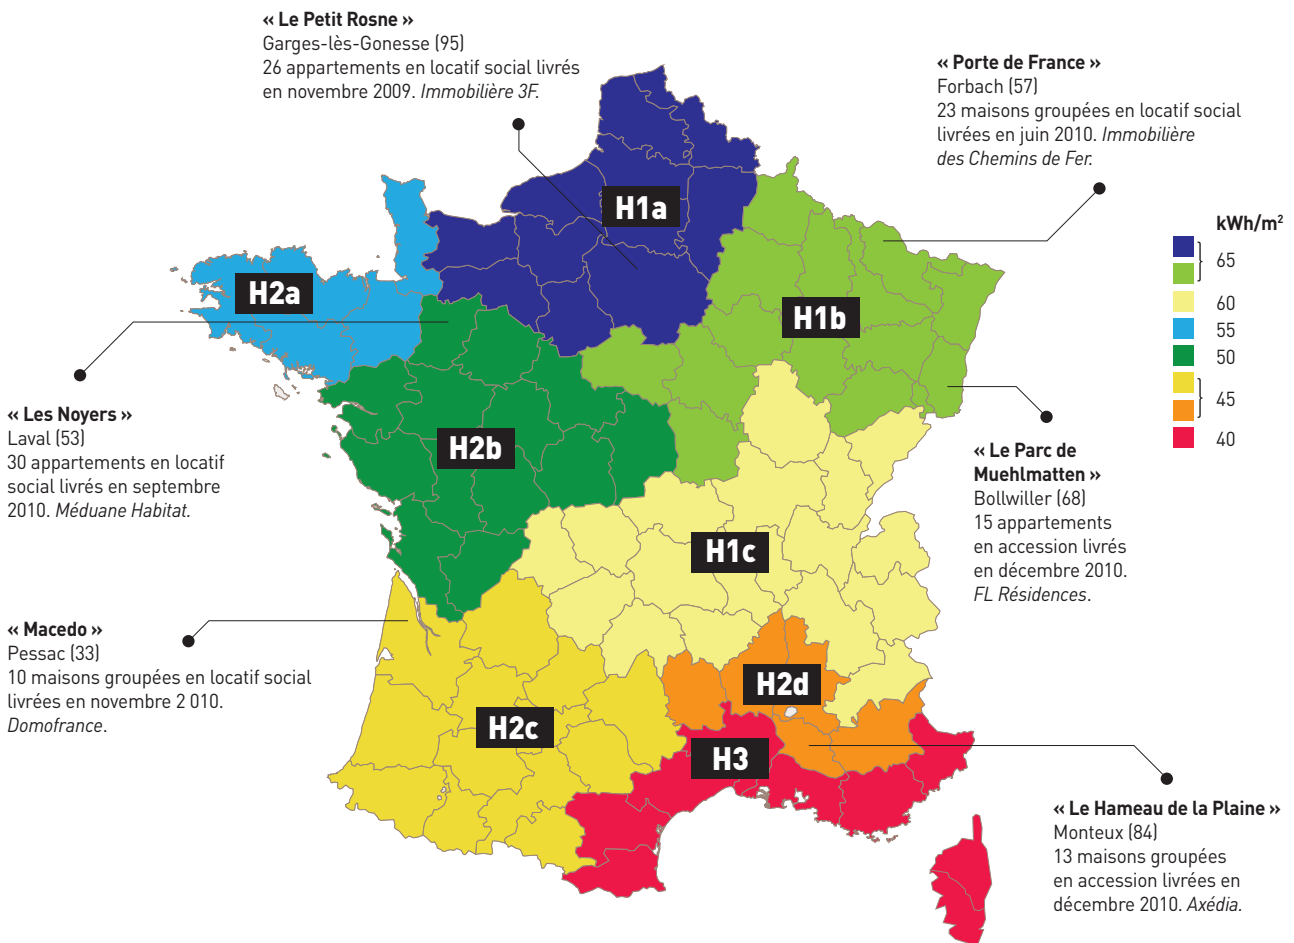 « Le Petit Rosne »
Garges-lès-Gonesse (95)
26 appartements en locatif social livrés
en novembre 2009. Immobilière 3F.
« Porte de France »
Forbach (57)
23 maisons groupées en locatif social
livrées en juin 2010. Immobilière
des Chemins de Fer.
kWh/m²
65
60
55
50
45
40
H1a
H2a
H1b
H2b
H1c
H2d
H2c
H3
« Les Noyers »
Laval (53)
30 appartements en locatif
social livrés en septembre
2010. Méduane Habitat.
« Le Parc de
Muehlmatten »
Bollwiller (68)
15 appartements
en accession livrés
en décembre 2010.
FL Résidences.
« Macedo »
Pessac (33)
10 maisons groupées en locatif social
livrées en novembre 2 010.
Domofrance.
« Le Hameau de la Plaine »
Monteux (84)
13 maisons groupées
en accession livrées en
décembre 2010. Axédia.